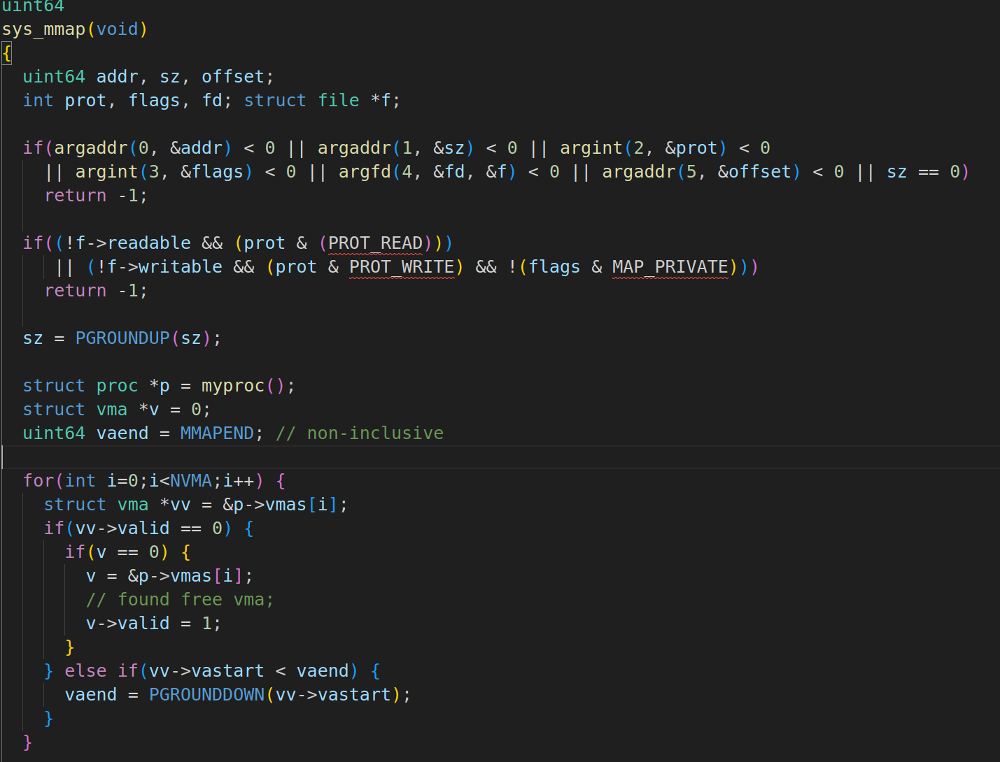 uint64
sys_mmap(void)
{
  uint64 addr, sz, offset;
  int prot, flags, fd; struct file *f;

  if(argaddr(0, &addr) < 0 || argaddr(1, &sz) < 0 || argint(2, &prot) < 0
    || argint(3, &flags) < 0 || argfd(4, &fd, &f) < 0 || argaddr(5, &offset) < 0 || sz == 0)
    return -1;

  if((!f->readable && (prot & (PROT_READ)))
     || (!f->writable && (prot & PROT_WRITE) && !(flags & MAP_PRIVATE)))
    return -1;

  sz = PGROUNDUP(sz);

  struct proc *p = myproc();
  struct vma *v = 0;
  uint64 vaend = MMAPEND; // non-inclusive

  for(int i=0;i<NVMA;i++) {
    struct vma *vv = &p->vmas[i];
    if(vv->valid == 0) {
      if(v == 0) {
        v = &p->vmas[i];
        // found free vma;
        v->valid = 1;
      }
    } else if(vv->vastart < vaend) {
      vaend = PGROUNDDOWN(vv->vastart);
    }
  }